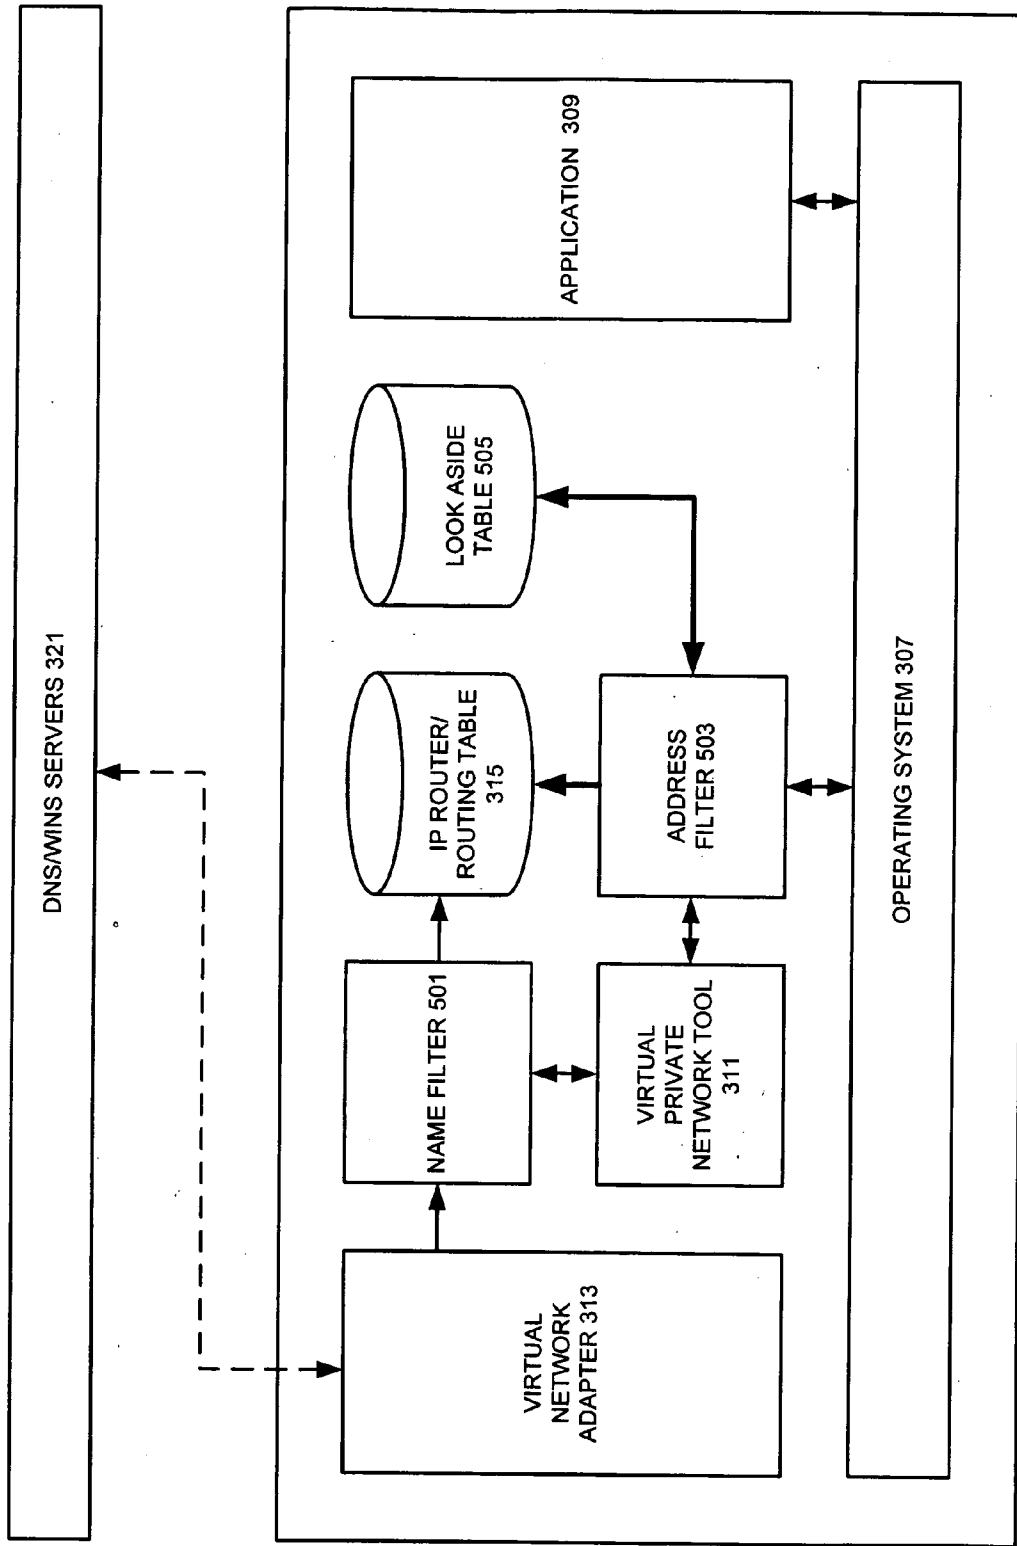 DNS/WINS SERVERS 321
VIRTUAL
NETWORK
ADAPTER 313
NAME FILTER 501
IP ROUTER/
ROUTING TABLE
315
LOOK ASIDE
TABLE 505
APPLICATION 309
VIRTUAL
PRIVATE
NETWORK TOOL
311
ADDRESS
FILTER 503
OPERATING SYSTEM 307